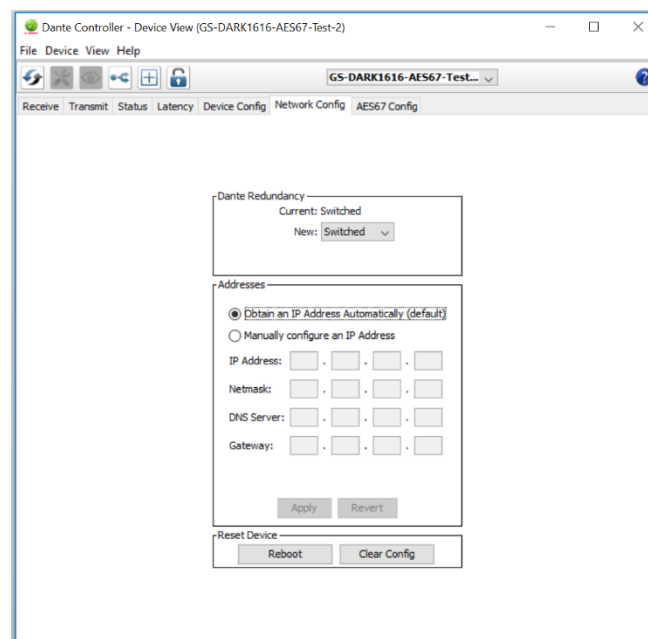 Dante Controller - Device View (GS-DARK1616-AES67-Test-2)
File Device View Help
GS-DARK1616-AES67-Test...
Receive Transmit Status Latency Device Config Network Config AES67 Config
Dante Redundancy
Current: Switched
New: Switched
Addresses
Obtain an IP Address Automatically (default)
Manually configure an IP Address
IP Address: . . .
Netmask: . . .
DNS Server: . . .
Gateway: . . .
Apply Revert
Reset Device
Reboot Clear Config